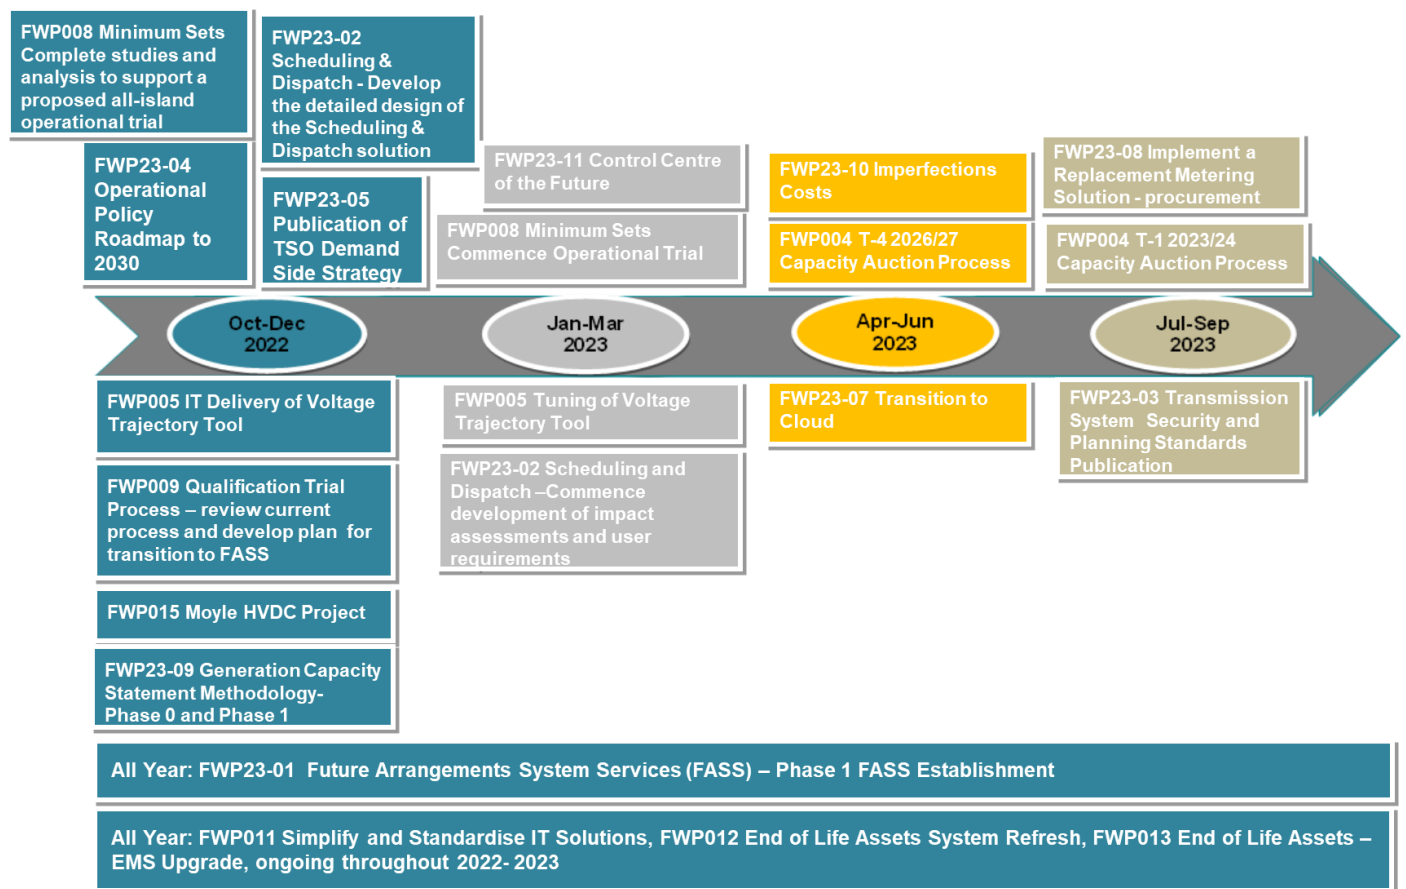 FWP008 Minimum Sets
Complete studies and
analysis to support a
proposed all-island
operational trial
FWP23-02
Scheduling &
Dispatch - Develop
the detailed design of
the Scheduling &
Dispatch solution
FWP23-04
Operational
Policy
Roadmap to
2030
FWP23-05
Publication of
TSO Demand
Side Strategy
FWP23-11 Control Centre
of the Future
FWP008 Minimum Sets
Commence Operational Trial
FWP23-10 Imperfections
Costs
FWP004 T-4 2026/27
Capacity Auction Process
FWP23-08 Implement a
Replacement Metering
Solution - procurement
FWP004 T-1 2023/24
Capacity Auction Process
Oct-Dec
2022
Jan-Mar
2023
Apr-Jun
2023
Jul-Sep
2023
FWP005 IT Delivery of Voltage
Trajectory Tool
FWP009 Qualification Trial
Process – review current
process and develop plan for
transition to FASS
FWP015 Moyle HVDC Project
FWP23-09 Generation Capacity
Statement Methodology-
Phase 0 and Phase 1
FWP005 Tuning of Voltage
Trajectory Tool
FWP23-02 Scheduling and
Dispatch –Commence
development of impact
assessments and user
requirements
FWP23-07 Transition to
Cloud
FWP23-03 Transmission
System Security and
Planning Standards
Publication
All Year: FWP23-01 Future Arrangements System Services (FASS) – Phase 1 FASS Establishment
All Year: FWP011 Simplify and Standardise IT Solutions, FWP012 End of Life Assets System Refresh, FWP013 End of Life Assets –
EMS Upgrade, ongoing throughout 2022- 2023